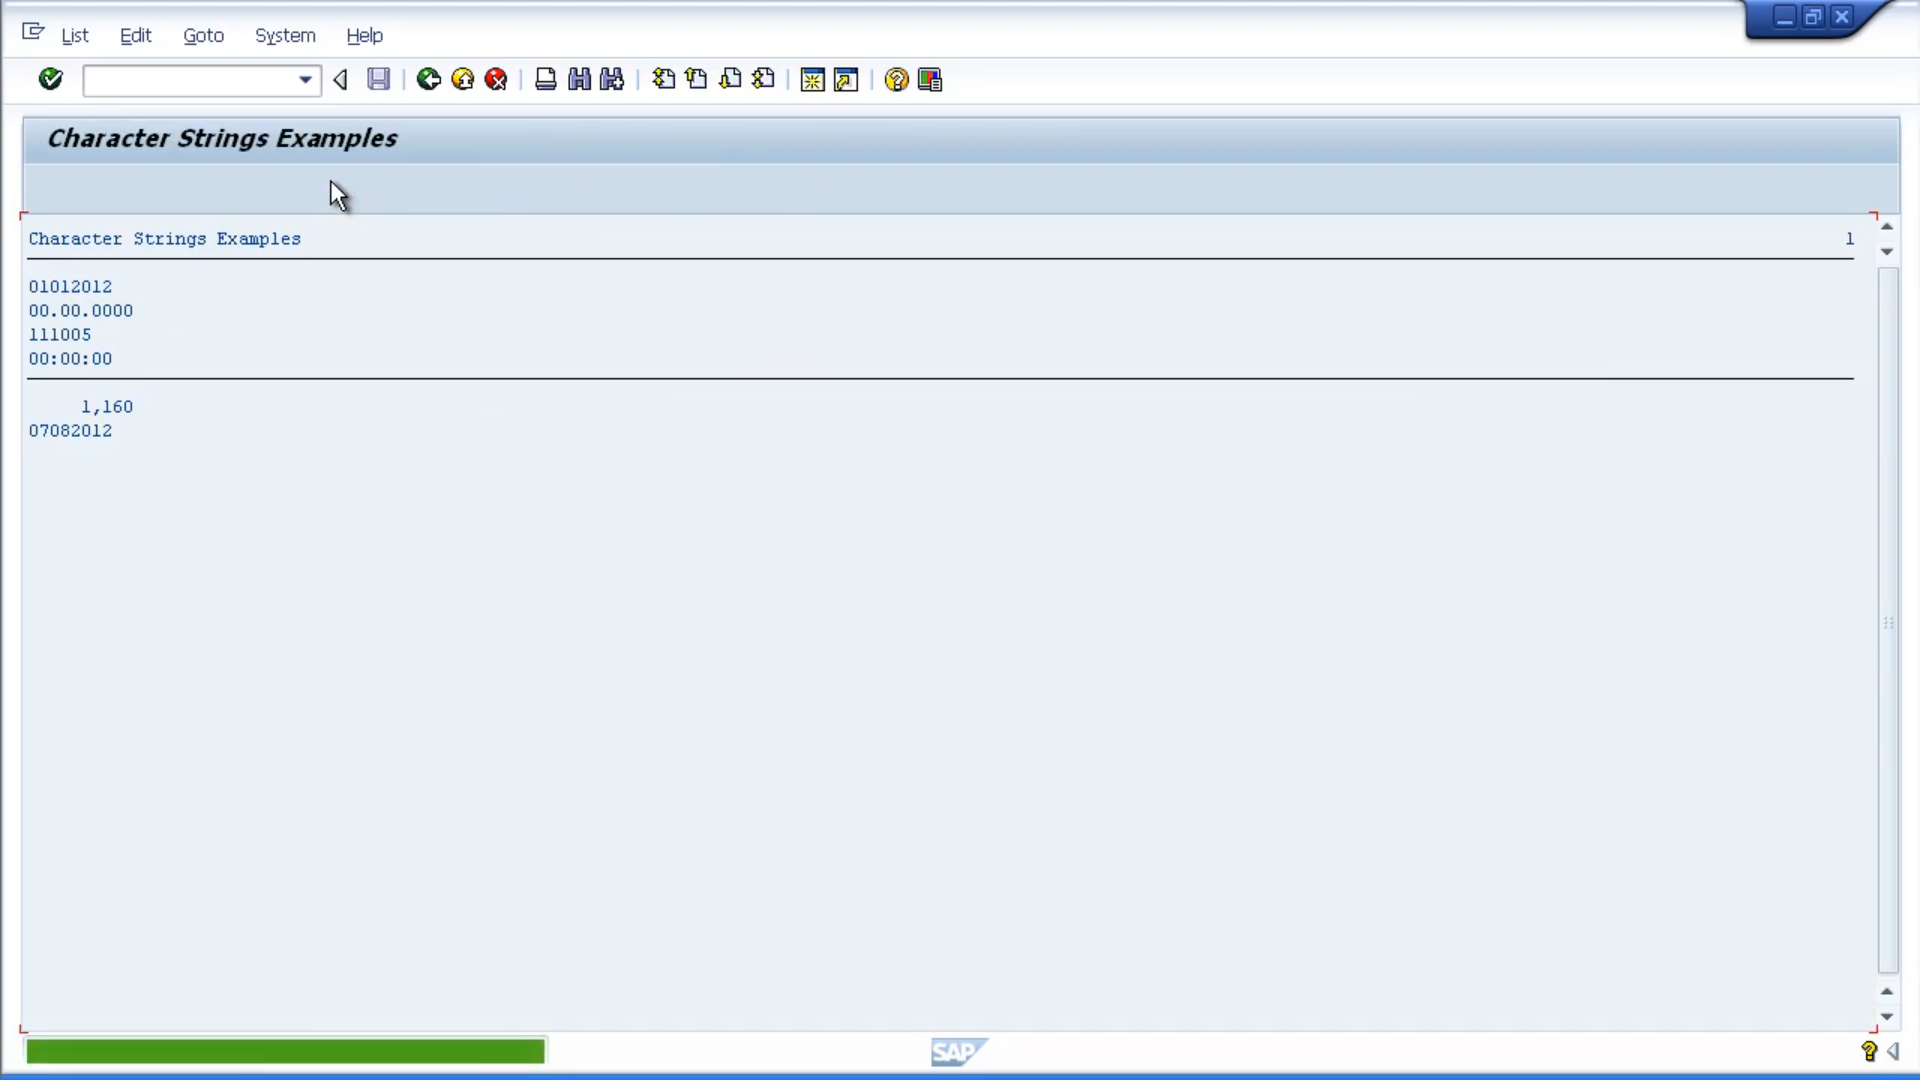 List Edit Goto System Help
Character Strings Examples
Character Strings Examples 1
01012012
00.00.0000
111005
00:00:00
1,160
07082012
SAP